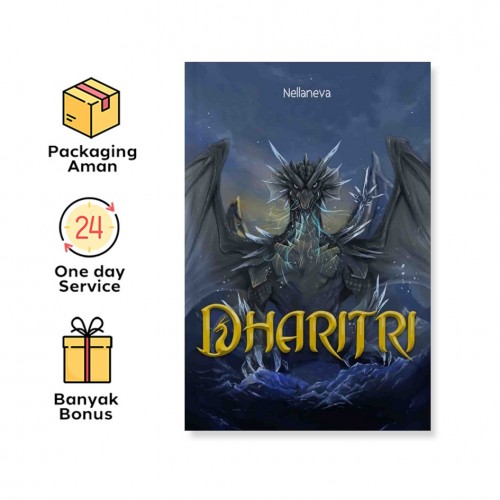 Packaging
Aman
24
One day
Service
Banyak
Bonus
Nellaneva
DHARITRI